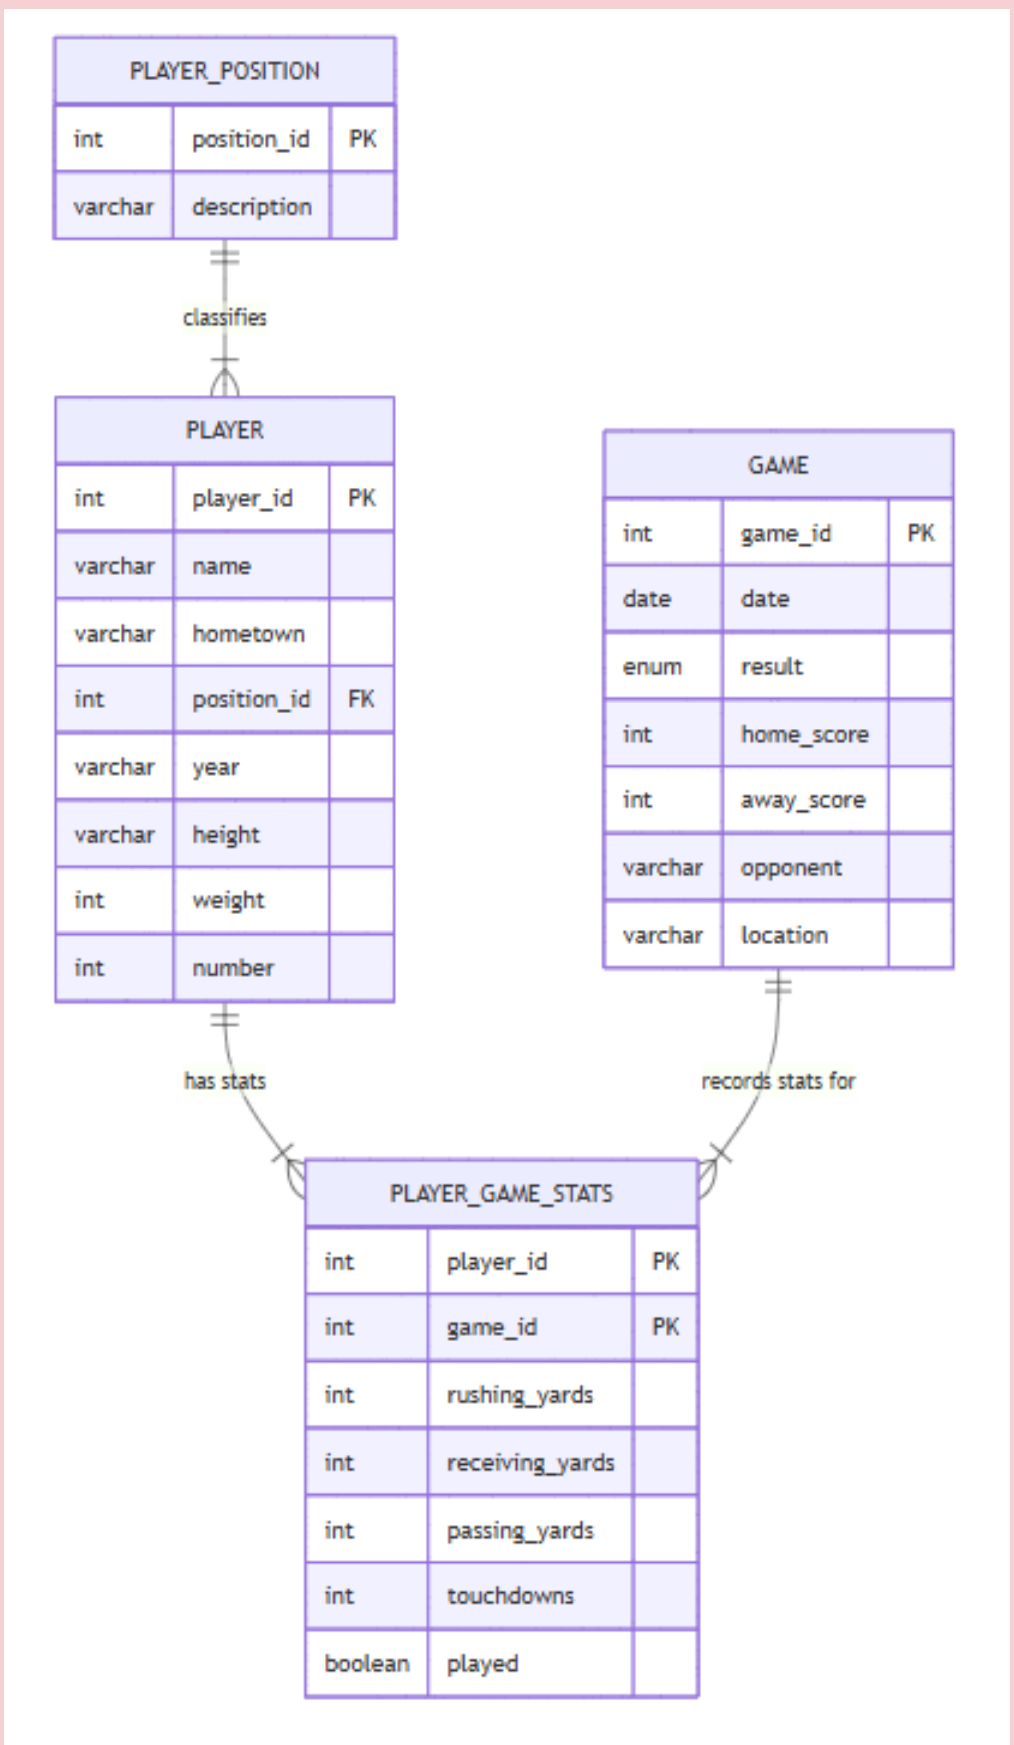 PLAYER_POSITION
int position_id PK
varchar description
classifies
PLAYER
int player_id PK
varchar name
varchar hometown
int position_id FK
varchar year
varchar height
int weight
int number
GAME
int game_id PK
date date
enum result
int home_score
int away_score
varchar opponent
varchar location
has stats
records stats for
PLAYER_GAME_STATS
int player_id PK
int game_id PK
int rushing_yards
int receiving_yards
int passing_yards
int touchdowns
boolean played